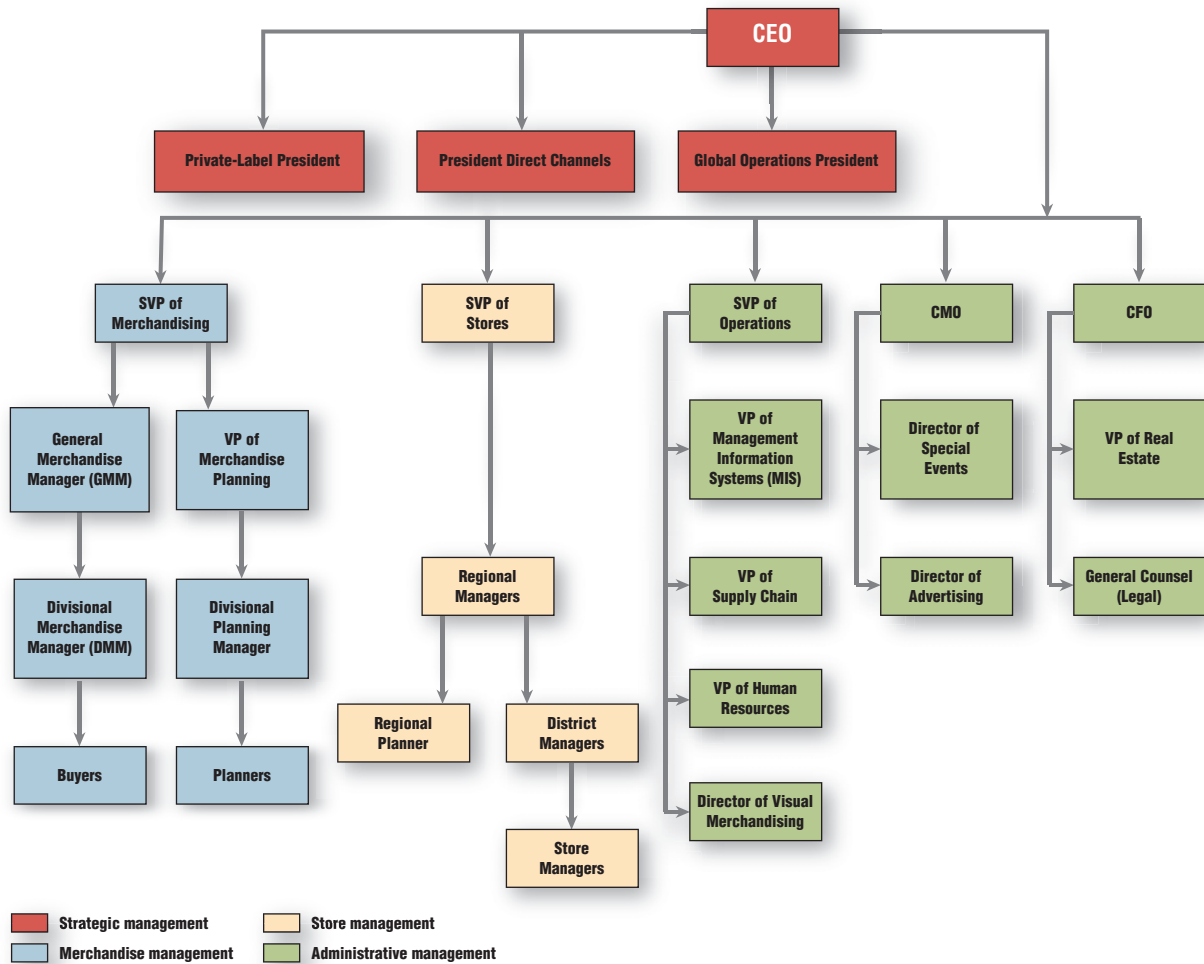 CEO
Private-Label President
President Direct Channels
Global Operations President
SVP of
Merchandising
SVP of
Stores
SVP of
Operations
CMO
CFO
General
Merchandise
Manager (GMM)
VP of
Merchandise
Planning
VP of
Management
Information
Systems (MIS)
Director of
Special
Events
VP of Real
Estate
Regional
Managers
VP of
Supply Chain
Director of
Advertising
General Counsel
(Legal)
Divisional
Merchandise
Manager (DMM)
Divisional
Planning
Manager
VP of Human
Resources
Regional
Planner
District
Managers
Buyers
Planners
Director of Visual
Merchandising
Store
Managers
Strategic management
Store management
Merchandise management
Administrative management